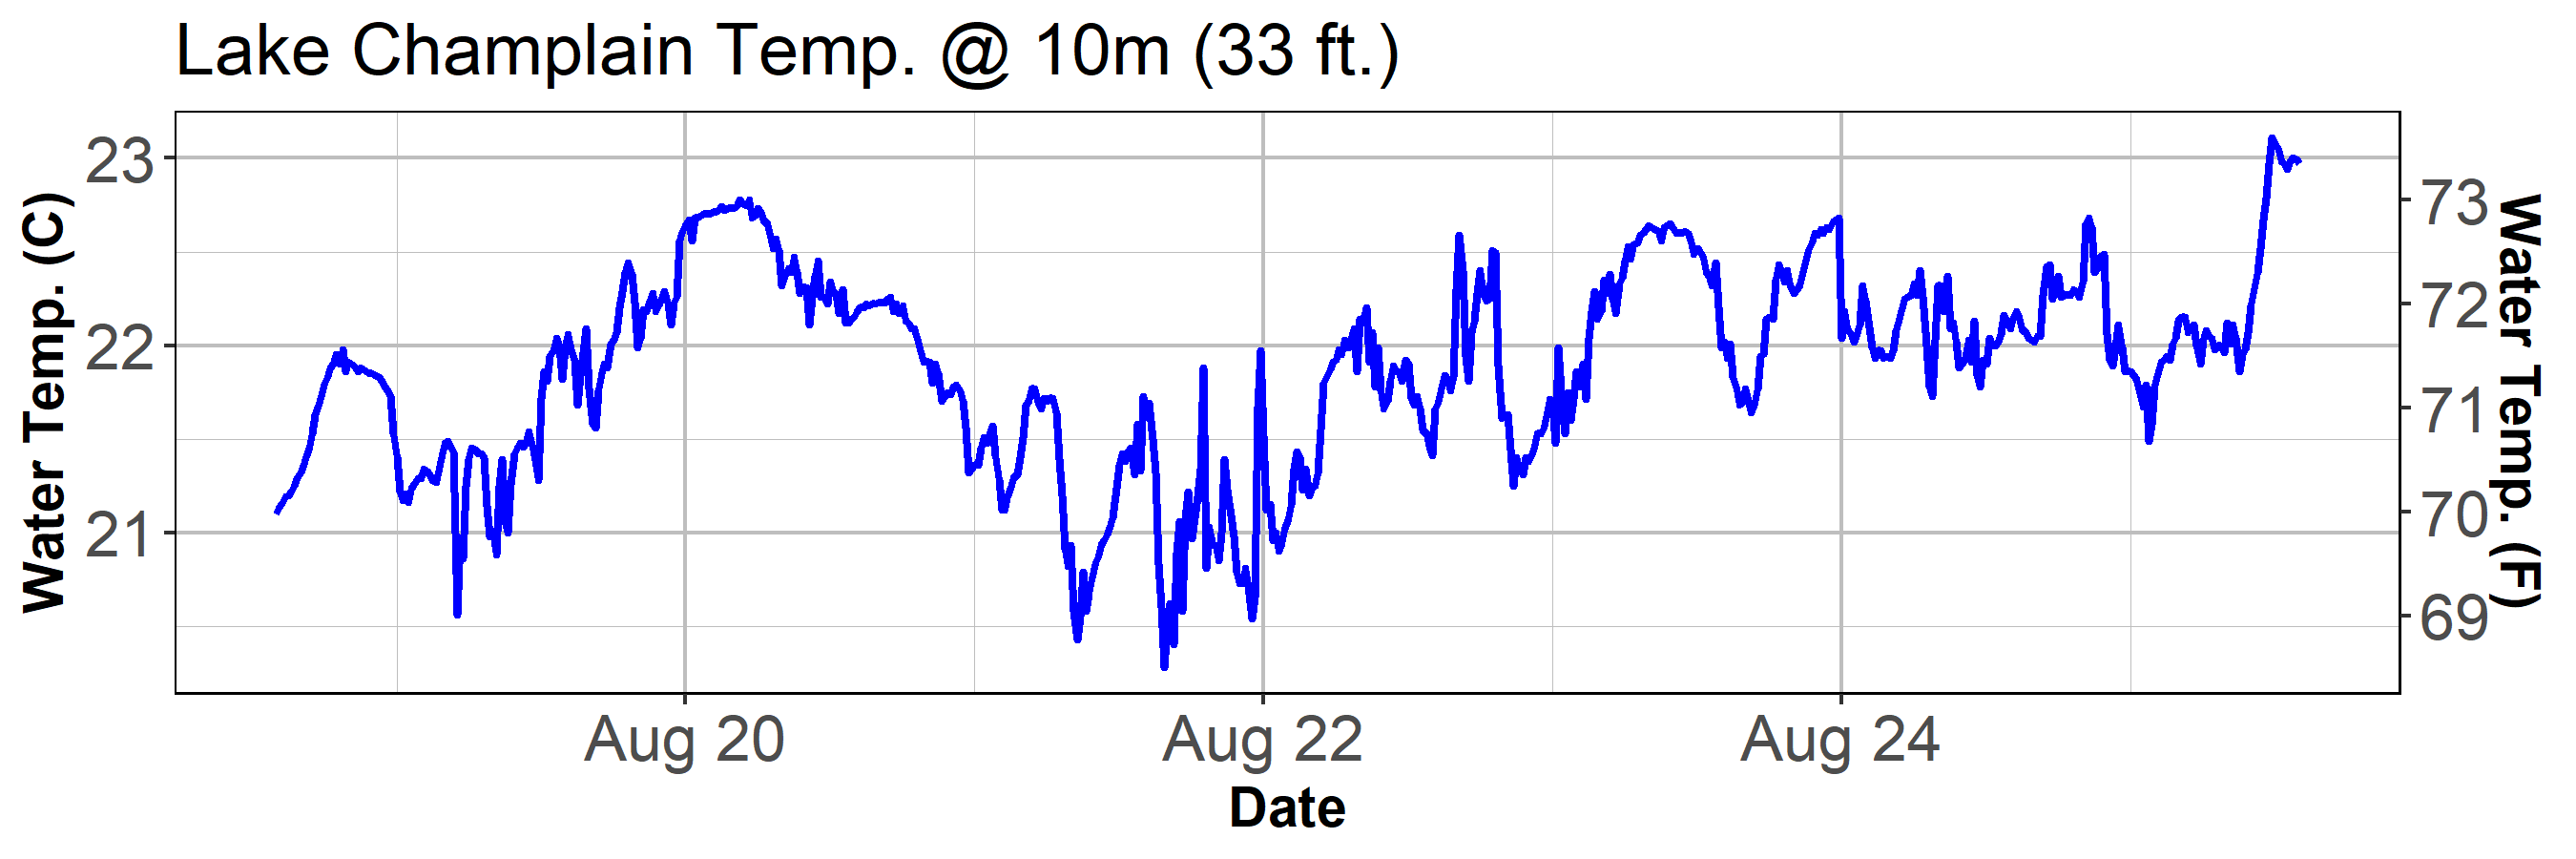 Lake Champlain Temp. @ 10m (33 ft.)
Water Temp. (C)
23
22
21
73
72
71
70
69
Water Temp. (F)
Aug 20
Aug 22
Aug 24
Date